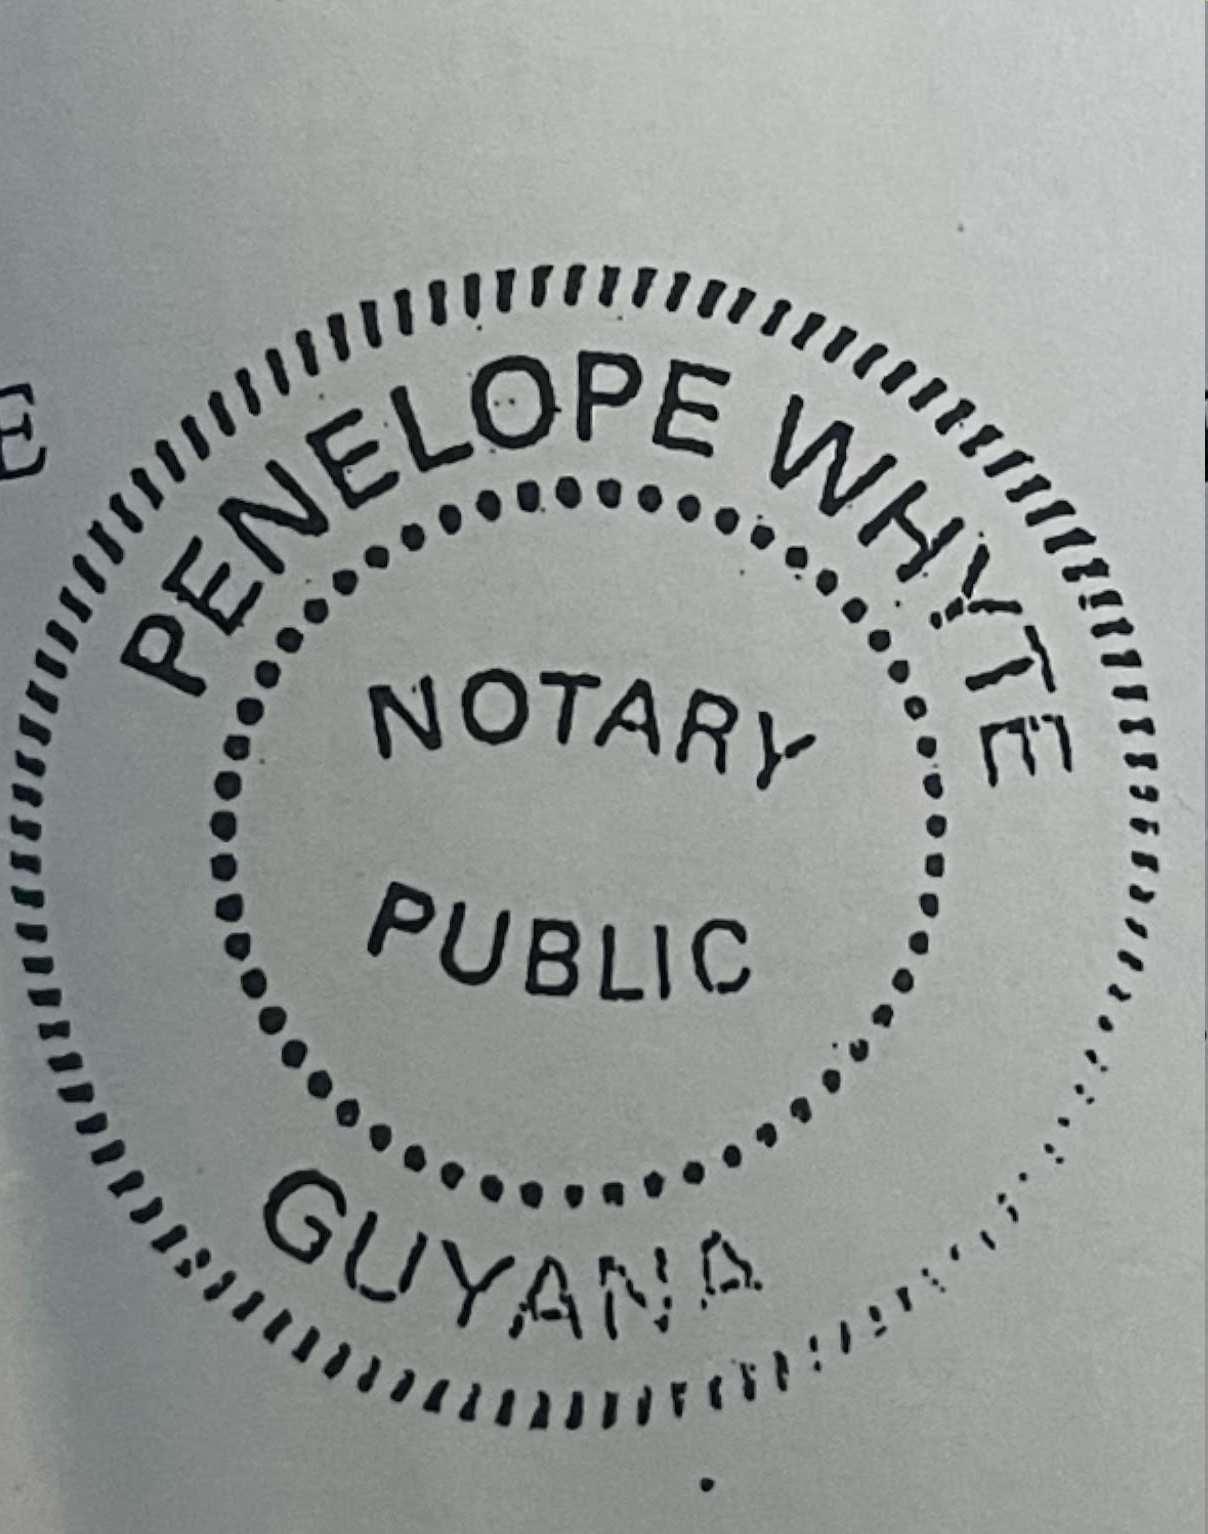 E
PENELOPE WHYTE
NOTARY
PUBLIC
GUYANA